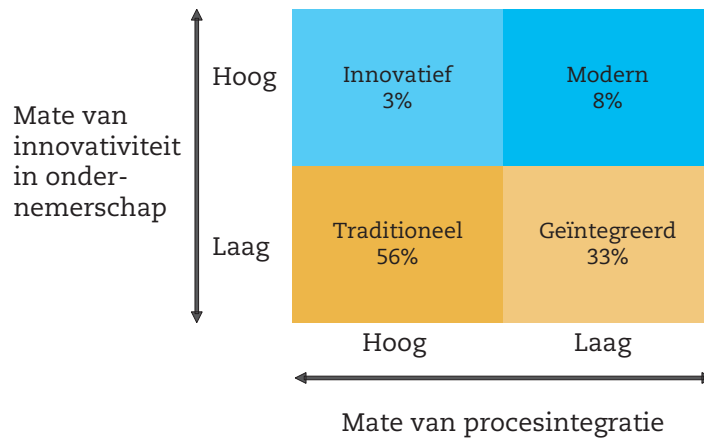 Mate van
innovativiteit
in onder-
nemerschap
Hoog
Laag
Innovatief
3%
Modern
8%
Traditioneel
56%
Geïntegreerd
33%
Hoog
Laag
Mate van procesintegratie